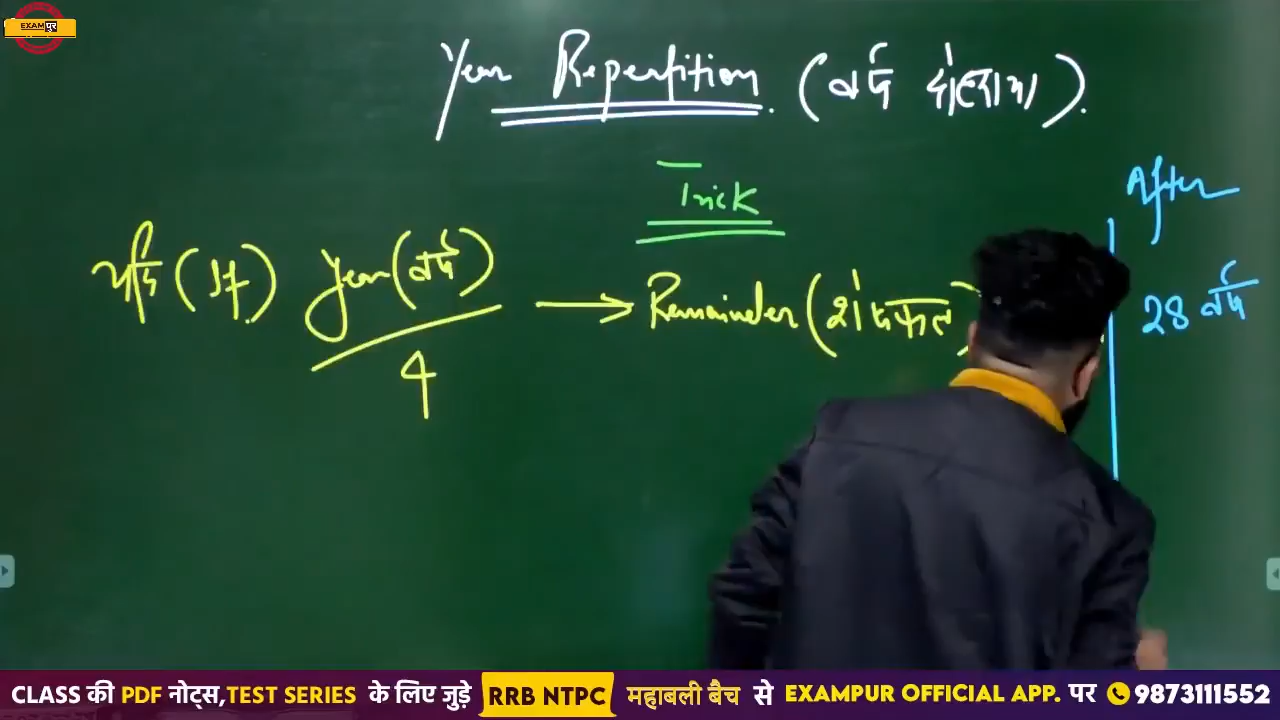 EXAMपुर
Year Reperfition (वर्ष दोहराना).
Trick
After
यदि (If) Year (वर्ष) → Remainder (शेषफल
4
28 वर्ष
CLASS की PDF नोट्स, TEST SERIES के लिए जुड़े RRB NTPC महाबली बैच से EXAMPUR OFFICIAL APP. पर 9873111552